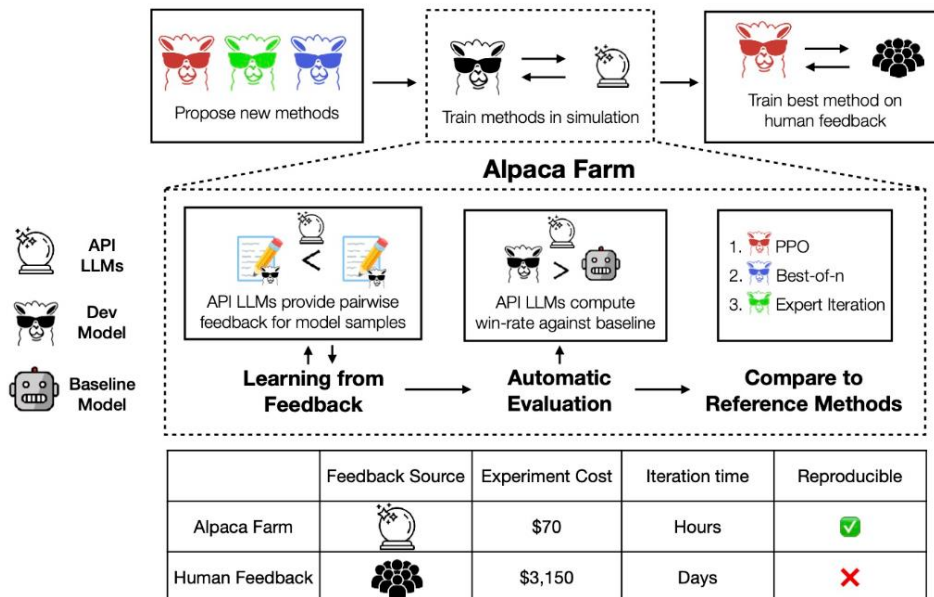 Propose new methods
Train methods in simulation
Train best method on
human feedback
Alpaca Farm
API
LLMs
Dev
Model
Baseline
Model
API LLMs provide pairwise
feedback for model samples
API LLMs compute
win-rate against baseline
1. PPO
2. Best-of-n
3. Expert Iteration
Learning from
Feedback
Automatic
Evaluation
Compare to
Reference Methods
Feedback Source Experiment Cost Iteration time Reproducible
Alpaca Farm $70 Hours
Human Feedback $3,150 Days